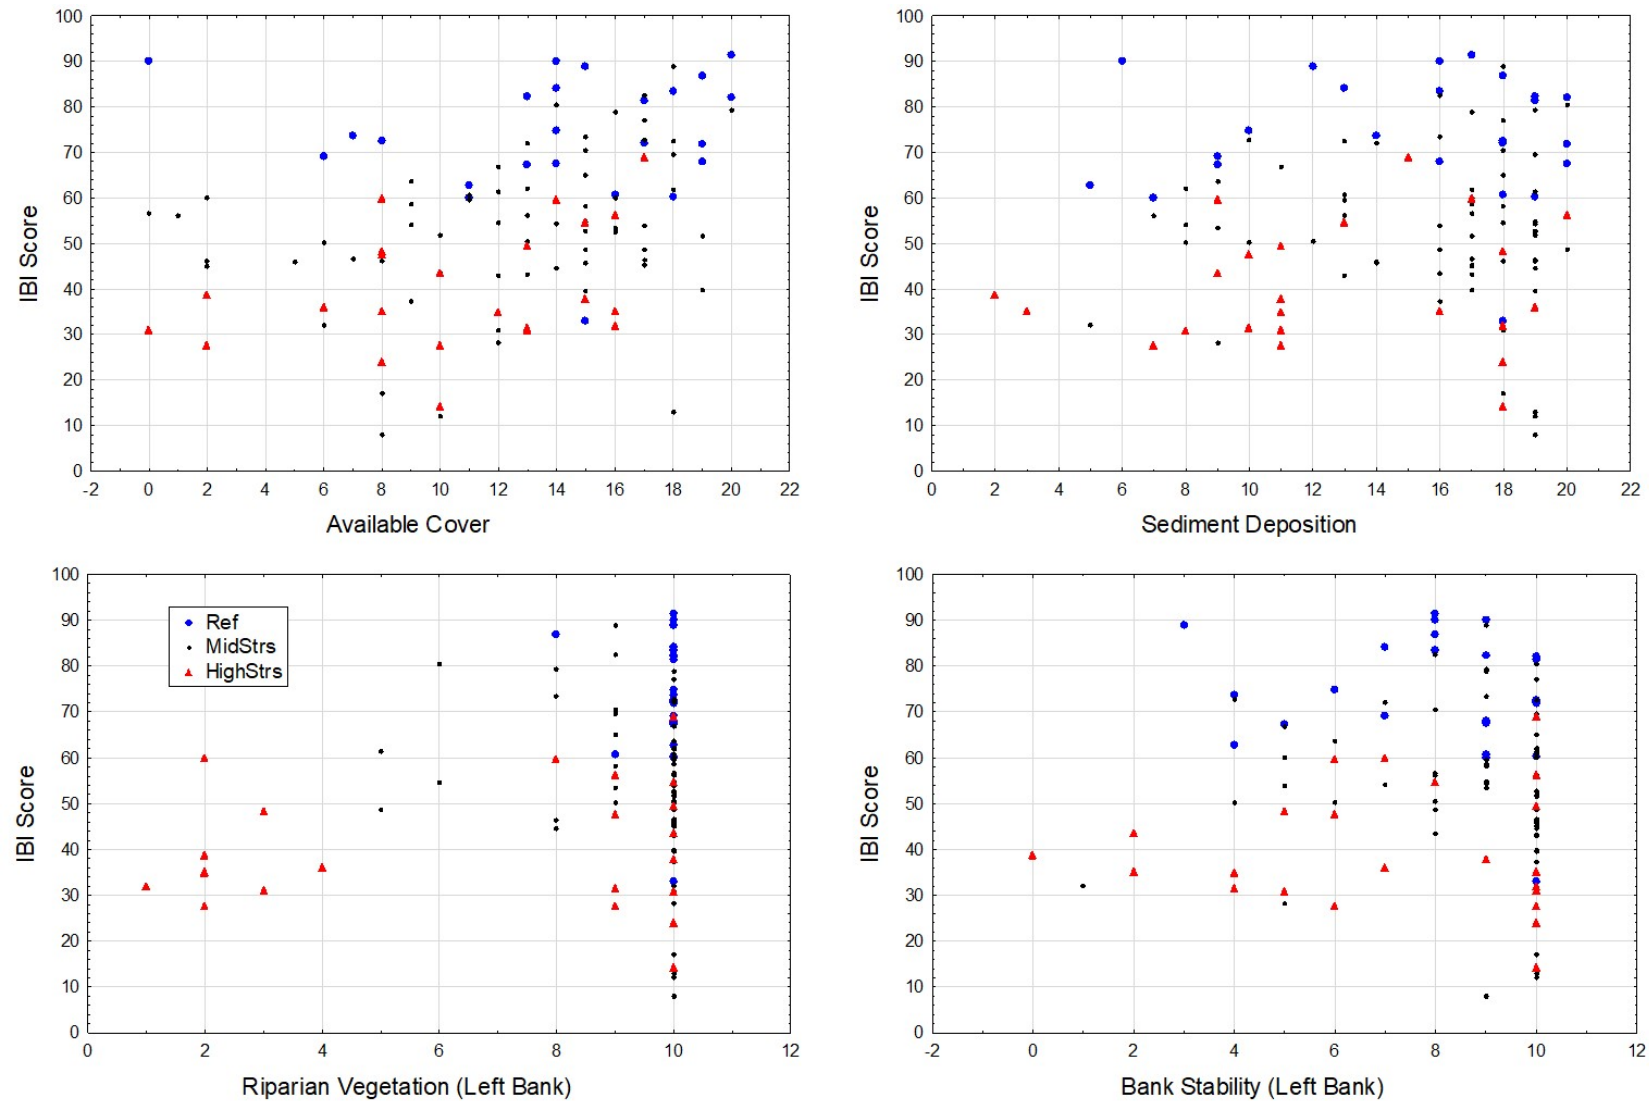 100
90
80
70
60
50
40
30
20
10
0
IBI Score
-2 0 2 4 6 8 10 12 14 16 18 20 22
Available Cover
100
90
80
70
60
50
40
30
20
10
0
IBI Score
0 2 4 6 8 10 12 14 16 18 20 22
Sediment Deposition
100
90
80
70
60
50
40
30
20
10
0
IBI Score
Ref
MidStrs
HighStrs
0 2 4 6 8 10 12
Riparian Vegetation (Left Bank)
100
90
80
70
60
50
40
30
20
10
0
IBI Score
-2 0 2 4 6 8 10 12
Bank Stability (Left Bank)